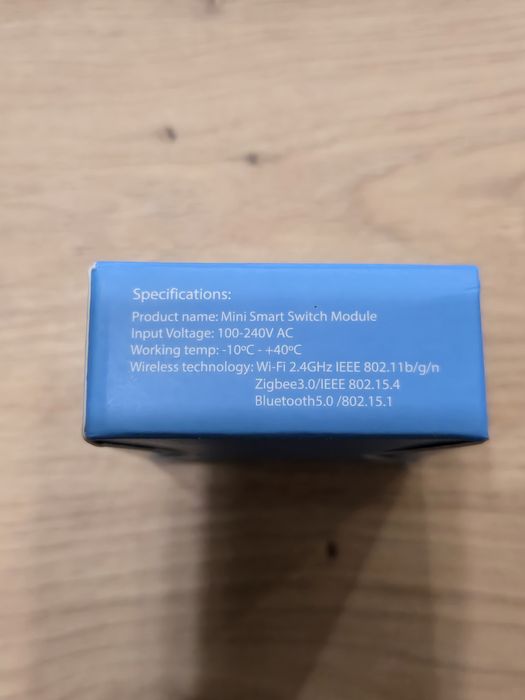 Specifications:
Product name: Mini Smart Switch Module
Input Voltage: 100-240V AC
Working temp: -10ºC - +40ºC
Wireless technology: Wi-Fi 2.4GHz IEEE 802.11b/g/n
Zigbee3.0/IEEE 802.15.4
Bluetooth5.0 /802.15.1